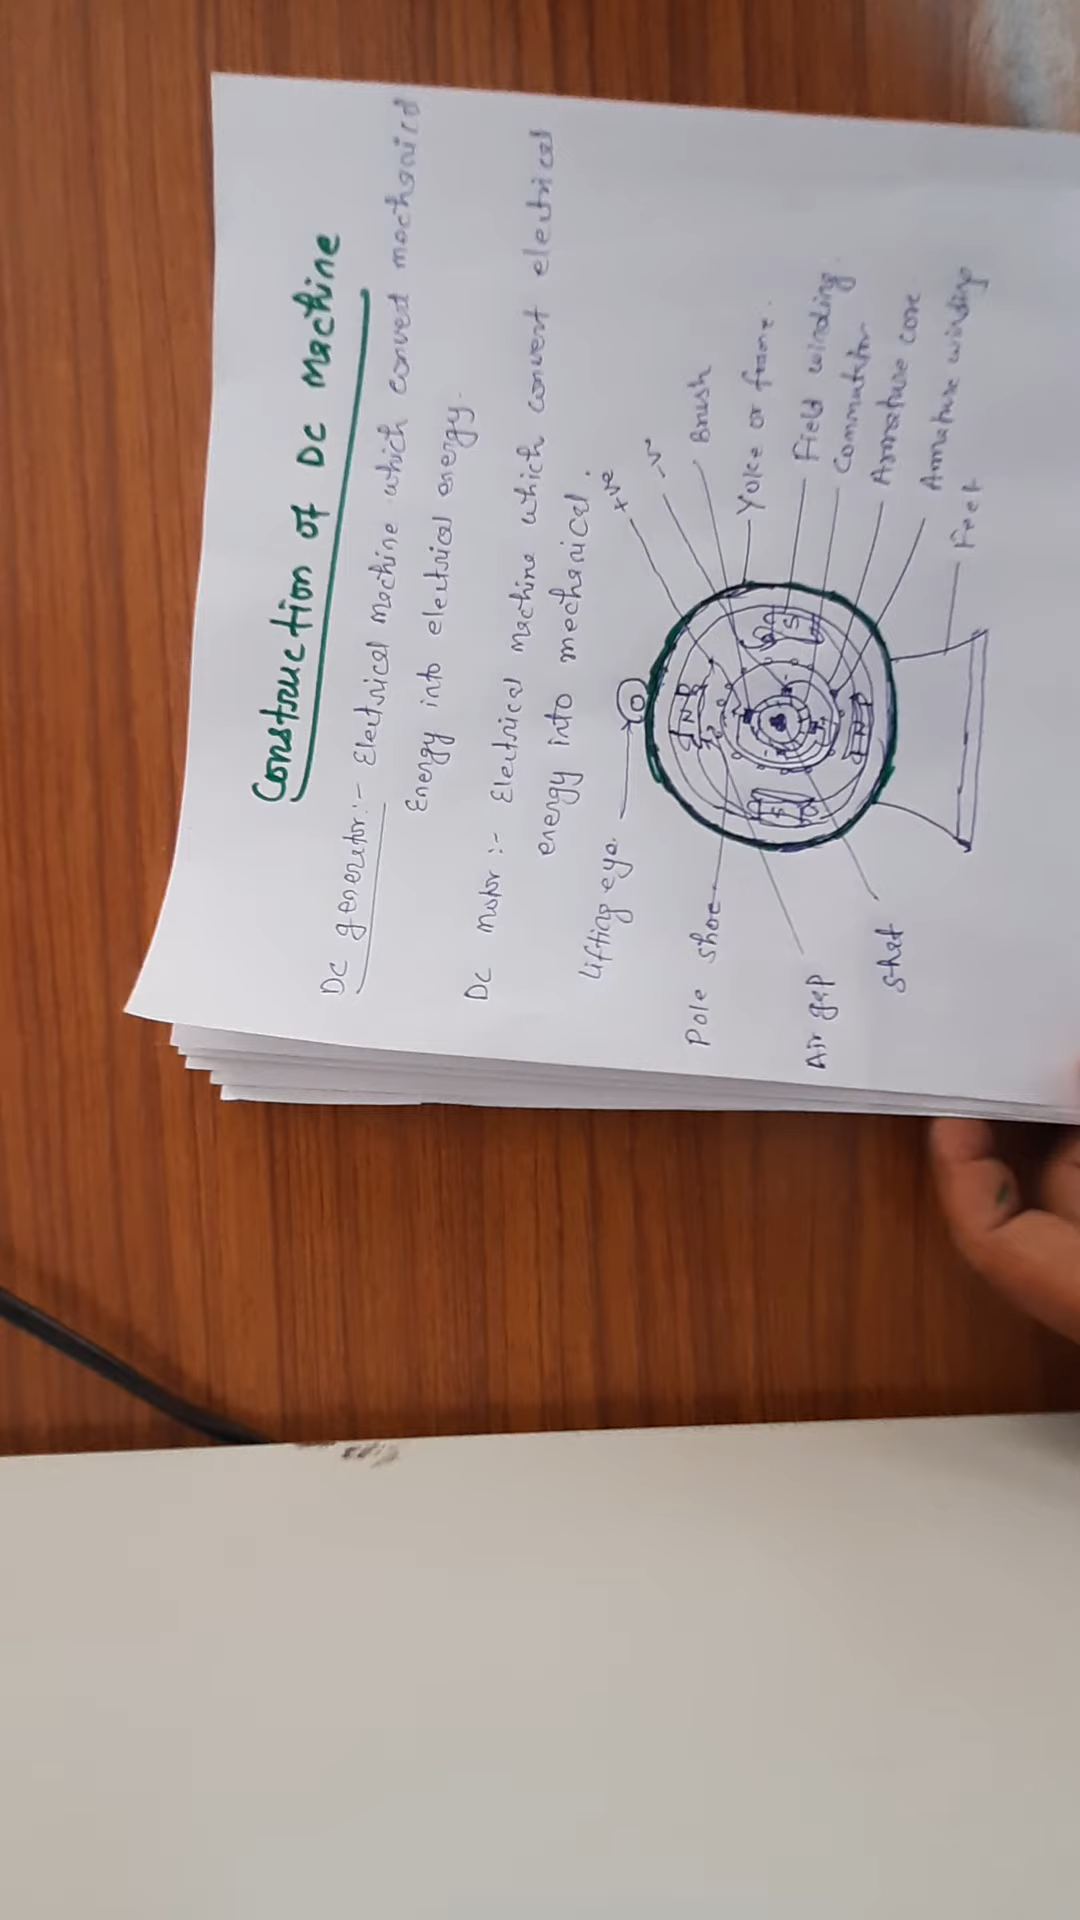 Construction of DC Machine
DC generator:- Electrical machine which convert mechanical
Energy into electrical energy.
DC motor:- Electrical machine which convert electrical
energy into mechanical.
Lifting eye
+ve
-v
Brush
Yoke or frame.
Field winding
Commutator
Armature core
Armature winding
Feet
Pole shoe
Air gap
Shat
N
S
N
S